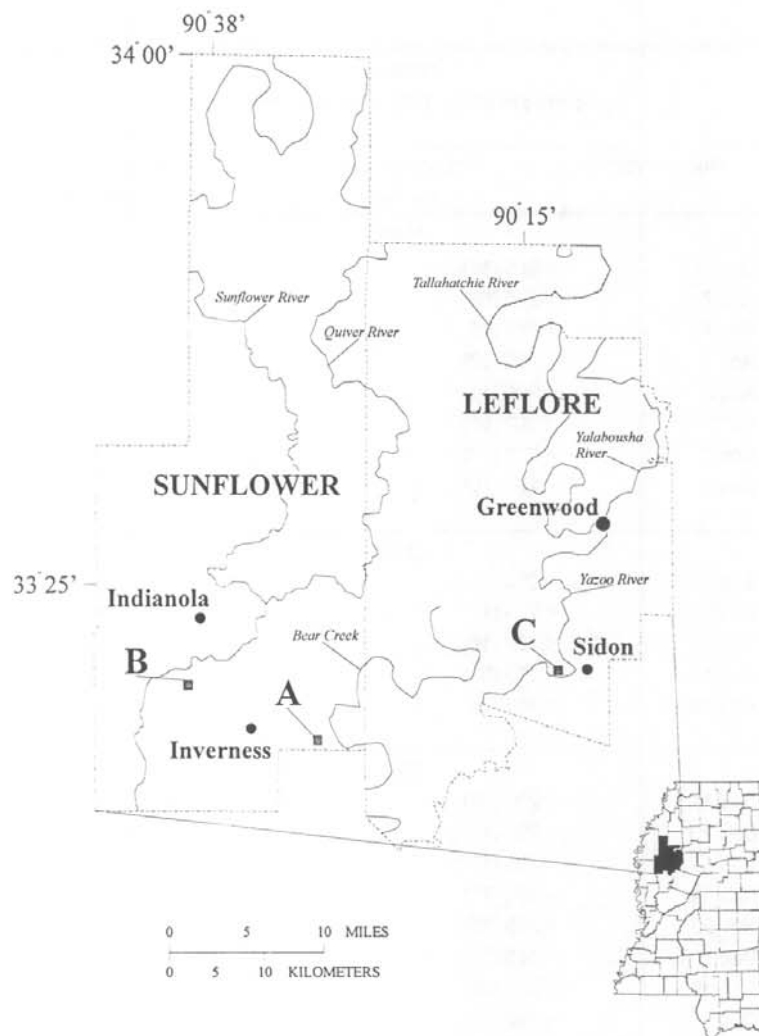 90°38'
34°00'
90°15'
Tallahatchie River
Sunflower River
Quiver River
LEFLORE
Yalabousha
River
SUNFLOWER
Greenwood
33°25'
Indianola
Yazoo River
Bear Creek
C
Sidon
B
A
Inverness
0 5 10 MILES
0 5 10 KILOMETERS